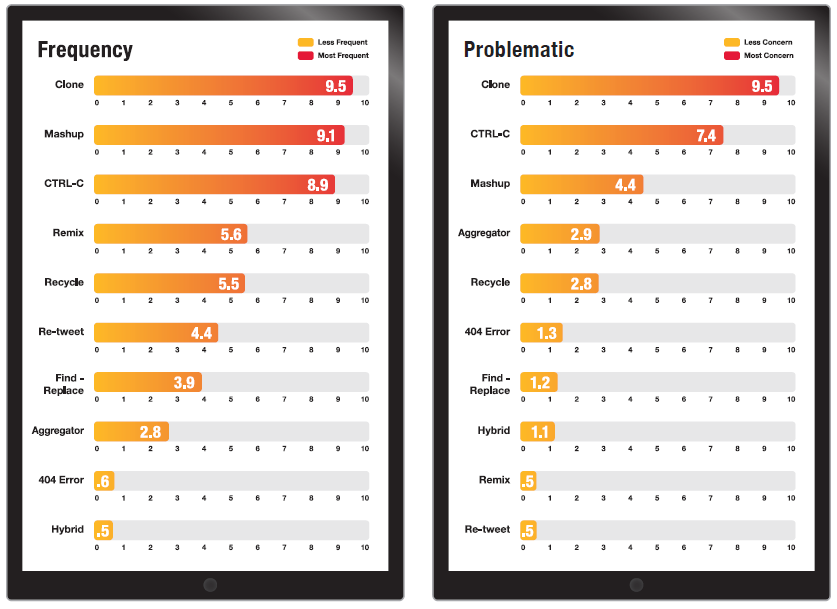 Frequency
Less Frequent
Most Frequent
Clone
9.5
0 1 2 3 4 5 6 7 8 9 10
Mashup
9.1
0 1 2 3 4 5 6 7 8 9 10
CTRL-C
8.9
0 1 2 3 4 5 6 7 8 9 10
Remix
5.6
0 1 2 3 4 5 6 7 8 9 10
Recycle
5.5
0 1 2 3 4 5 6 7 8 9 10
Re-tweet
4.4
0 1 2 3 4 5 6 7 8 9 10
Find -
Replace
3.9
0 1 2 3 4 5 6 7 8 9 10
Aggregator
2.8
0 1 2 3 4 5 6 7 8 9 10
404 Error
.6
0 1 2 3 4 5 6 7 8 9 10
Hybrid
.5
0 1 2 3 4 5 6 7 8 9 10
Problematic
Less Concern
Most Concern
Clone
9.5
0 1 2 3 4 5 6 7 8 9 10
CTRL-C
7.4
0 1 2 3 4 5 6 7 8 9 10
Mashup
4.4
0 1 2 3 4 5 6 7 8 9 10
Aggregator
2.9
0 1 2 3 4 5 6 7 8 9 10
Recycle
2.8
0 1 2 3 4 5 6 7 8 9 10
404 Error
1.3
0 1 2 3 4 5 6 7 8 9 10
Find -
Replace
1.2
0 1 2 3 4 5 6 7 8 9 10
Hybrid
1.1
0 1 2 3 4 5 6 7 8 9 10
Remix
.5
0 1 2 3 4 5 6 7 8 9 10
Re-tweet
.5
0 1 2 3 4 5 6 7 8 9 10